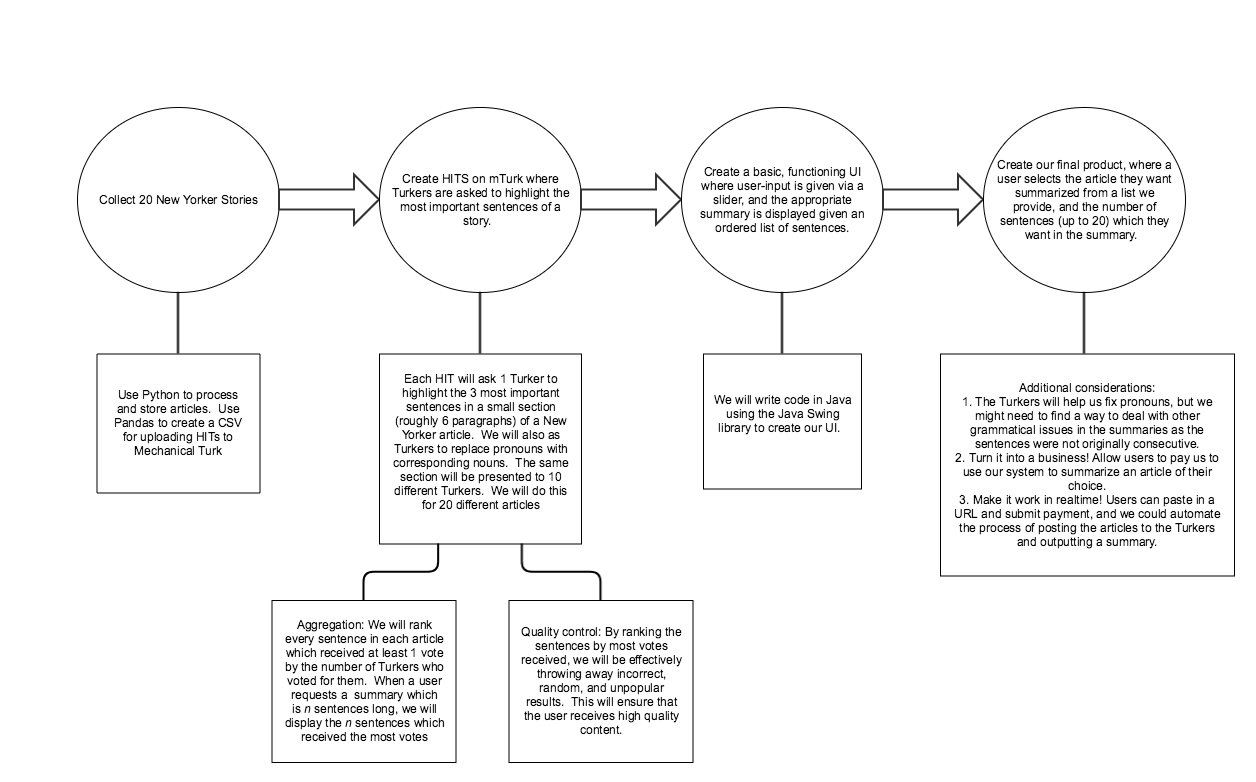 Collect 20 New Yorker Stories
Create HITS on mTurk where
Turkers are asked to highlight the
most important sentences of a
story.
Create a basic, functioning UI
where user-input is given via a
slider, and the appropriate
summary is displayed given an
ordered list of sentences.
Create our final product, where a
user selects the article they want
summarized from a list we
provide, and the number of
sentences (up to 20) which they
want in the summary.
Use Python to process
and store articles.  Use
Pandas to create a CSV
for uploading HITs to
Mechanical Turk
Each HIT will ask 1 Turker to
highlight the 3 most important
sentences in a small section
(roughly 6 paragraphs) of a New
Yorker article.  We will also as
Turkers to replace pronouns with
corresponding nouns.  The same
section will be presented to 10
different Turkers.  We will do this
for 20 different articles
We will write code in Java
using the Java Swing
library to create our UI.
Additional considerations:
1. The Turkers will help us fix pronouns, but we
might need to find a way to deal with other
grammatical issues in the summaries as the
sentences were not originally consecutive.
2. Turn it into a business! Allow users to pay us to
use our system to summarize an article of their
choice.
3. Make it work in realtime! Users can paste in a
URL and submit payment, and we could automate
the process of posting the articles to the Turkers
and outputting a summary.
Aggregation: We will rank
every sentence in each article
which received at least 1 vote
by the number of Turkers who
voted for them.  When a user
requests a  summary which
is n sentences long, we will
display the n sentences which
received the most votes
Quality control: By ranking the
sentences by most votes
received, we will be effectively
throwing away incorrect,
random, and unpopular
results.  This will ensure that
the user receives high quality
content.